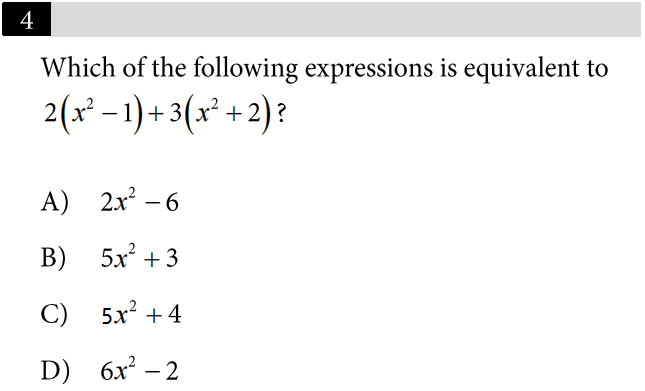 4
Which of the following expressions is equivalent to
2(x² − 1) + 3(x² + 2)?
A) 2x² − 6
B) 5x² + 3
C) 5x² + 4
D) 6x² − 2